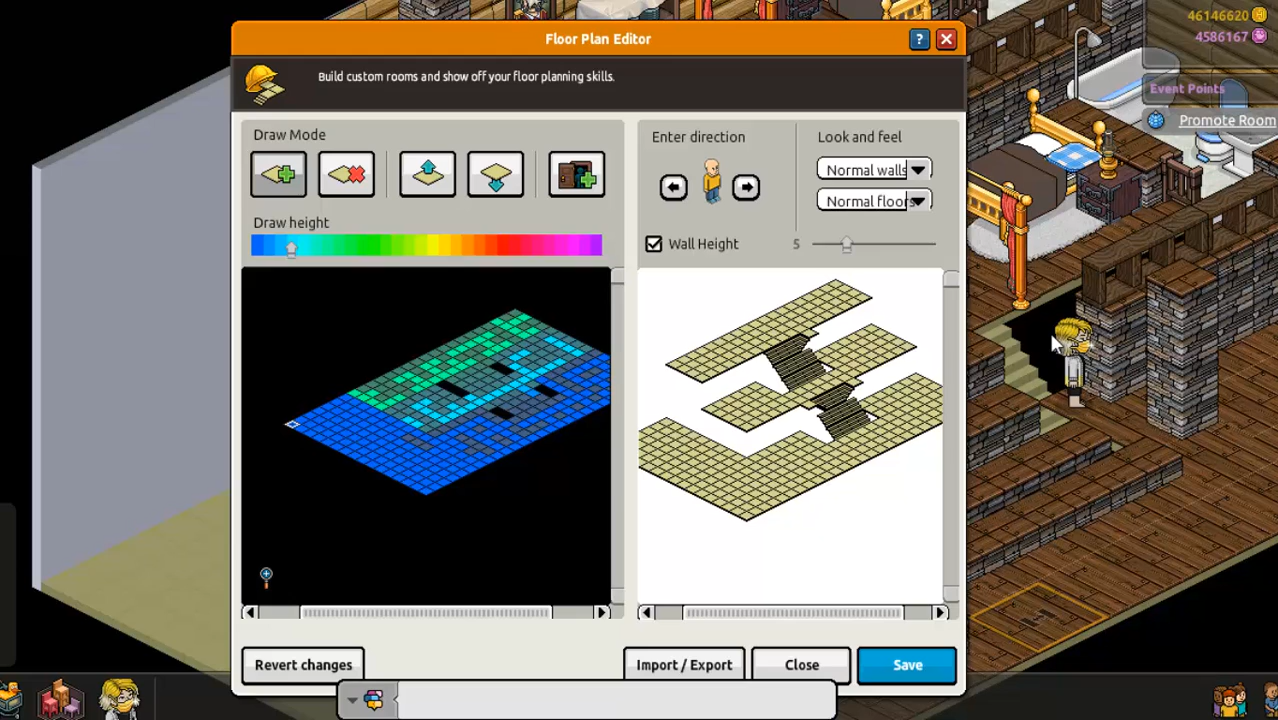 46146620
4586167
Floor Plan Editor
?
Build custom rooms and show off your floor planning skills.
Event Points
Promote Room
Draw Mode
Enter direction
Look and feel
Normal walls
Normal floors
Draw height
Wall Height
5
Revert changes
Import / Export
Close
Save